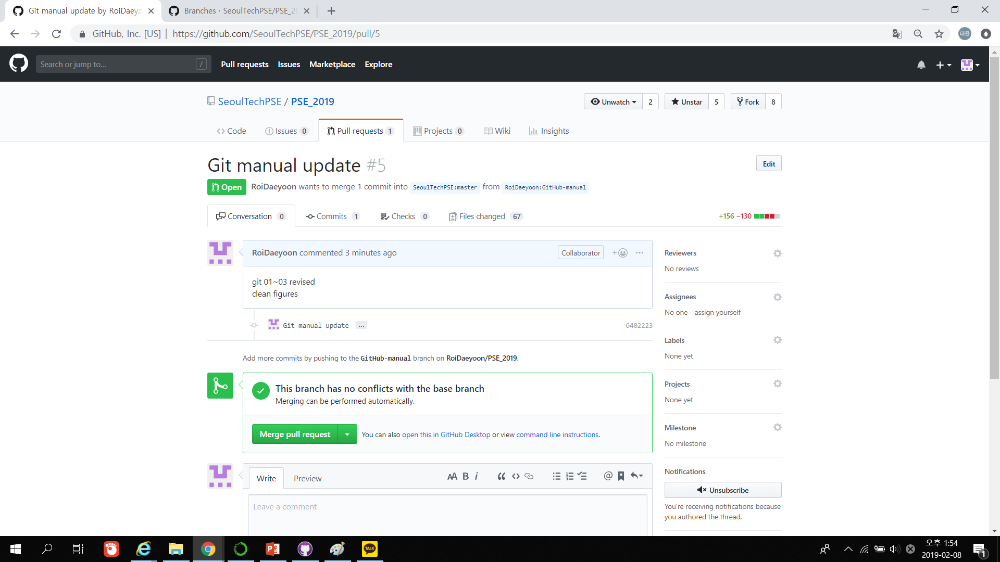 Git manual update by RoiDaeyo
Branches · SeoulTechPSE/PSE_20
GitHub, Inc. [US] | https://github.com/SeoulTechPSE/PSE_2019/pull/5
대윤
Search or jump to... /
Pull requests Issues Marketplace Explore
SeoulTechPSE / PSE_2019
Unwatch 2 Unstar 5 Fork 8
Code Issues 0 Pull requests 1 Projects 0 Wiki Insights
Git manual update #5
Edit
Open RoiDaeyoon wants to merge 1 commit into SeoulTechPSE:master from RoiDaeyoon:GitHub-manual
Conversation 0 Commits 1 Checks 0 Files changed 67 +156 −130
RoiDaeyoon commented 3 minutes ago Collaborator + ...
git 01~03 revised
clean figures
Git manual update ... 6402223
Add more commits by pushing to the GitHub-manual branch on RoiDaeyoon/PSE_2019.
This branch has no conflicts with the base branch
Merging can be performed automatically.
Merge pull request You can also open this in GitHub Desktop or view command line instructions.
Write Preview AA B i
Leave a comment
Reviewers
No reviews
Assignees
No one—assign yourself
Labels
None yet
Projects
None yet
Milestone
No milestone
Notifications
Unsubscribe
You're receiving notifications because
you authored the thread.
TALK
오후 1:54
2019-02-08
1